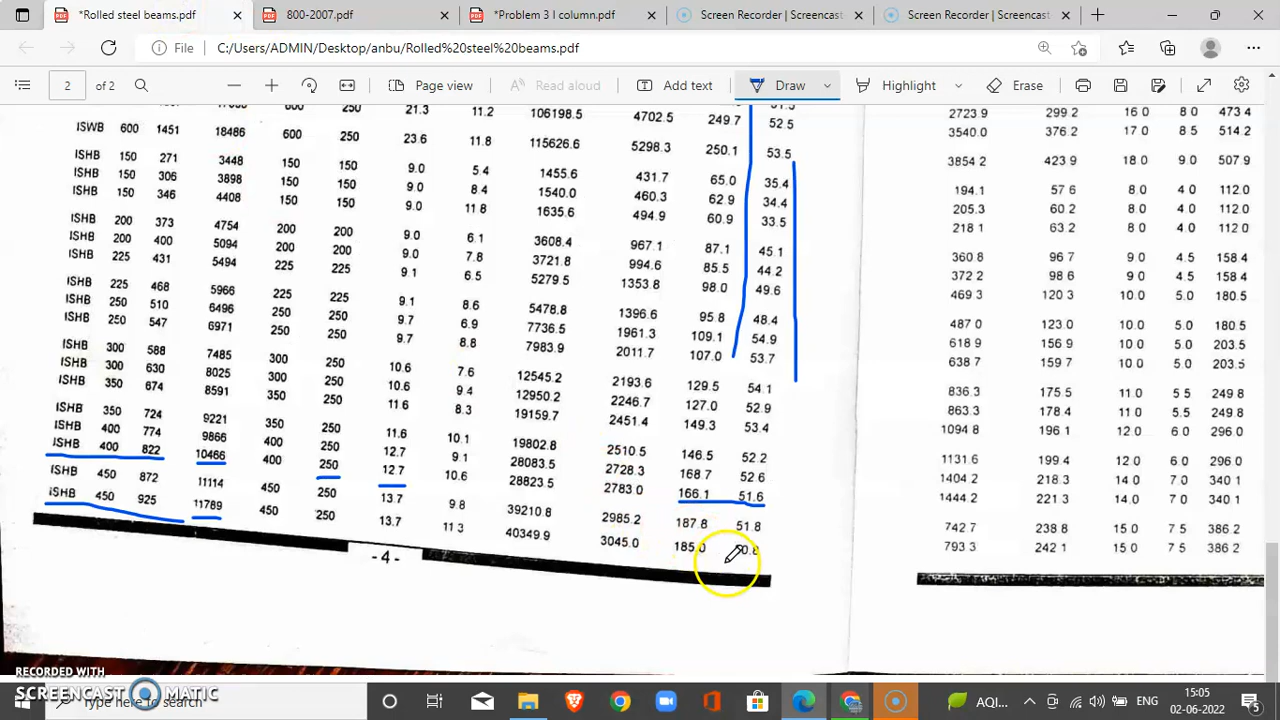 *Rolled steel beams.pdf
800-2007.pdf
*Problem 3 I column.pdf
Screen Recorder | Screencast
Screen Recorder | Screencast
File C:/Users/ADMIN/Desktop/anbu/Rolled%20steel%20beams.pdf
2 of 2
Page view
Read aloud
Add text
Draw
Highlight
Erase
600 250 21.3 11.2 106198.5 4702.5 249.7
ISWB 600 1451 18486 600 250 23.6 11.8 115626.6 5298.3 250.1 53.5
ISHB 150 271 3448 150 150 9.0 5.4 1455.6 431.7 65.0 35.4
ISHB 150 306 3898 150 150 9.0 8.4 1540.0 460.3 62.9 34.4
ISHB 150 346 4408 150 150 9.0 11.8 1635.6 494.9 60.9 33.5
ISHB 200 373 4754 200 200 9.0 6.1 3608.4 967.1 87.1 45.1
ISHB 200 400 5094 200 200 9.0 7.8 3721.8 994.6 85.5 44.2
ISHB 225 431 5494 225 225 9.1 6.5 5279.5 1353.8 98.0 49.6
ISHB 225 468 5966 225 225 9.1 8.6 5478.8 1396.6 95.8 48.4
ISHB 250 510 6496 250 250 9.7 6.9 7736.5 1961.3 109.1 54.9
ISHB 250 547 6971 250 250 9.7 8.8 7983.9 2011.7 107.0 53.7
ISHB 300 588 7485 300 250 10.6 7.6 12545.2 2193.6 129.5 54.1
ISHB 300 630 8025 300 250 10.6 9.4 12950.2 2246.7 127.0 52.9
ISHB 350 674 8591 350 250 11.6 8.3 19159.7 2451.4 149.3 53.4
ISHB 350 724 9221 350 250 11.6 10.1 19802.8 2510.5 146.5 52.2
ISHB 400 774 9866 400 250 12.7 9.1 28083.5 2728.3 168.7 52.6
ISHB 400 822 10466 400 250 12.7 10.6 28823.5 2783.0 166.1 51.6
ISHB 450 872 11114 450 250 13.7 9.8 39210.8 2985.2 187.8 51.8
ISHB 450 925 11789 450 250 13.7 11.3 40349.9 3045.0 185.0
- 4 -
2723 9 299 2 16 0 8 0 473 4
3540.0 376 2 17 0 8 5 514.2
3854 2 423 9 18 0 9 0 507.9
194.1 57 6 8 0 4 0 112.0
205.3 60 2 8 0 4 0 112.0
218.1 63 2 8 0 4.0 112.0
360.8 96 7 9 0 4.5 158.4
372.2 98 6 9 0 4.5 158.4
469.3 120 3 10.0 5.0 180.5
487 0 123.0 10.0 5 0 180.5
618.9 156.9 10.0 5 0 203.5
638.7 159.7 10 0 5 0 203.5
836.3 175.5 11 0 5 5 249 8
863.3 178.4 11 0 5.5 249.8
1094.8 196.1 12 0 6 0 296.0
1131.6 199.4 12 0 6 0 296.0
1404.2 218.3 14 0 7 0 340 1
1444.2 221.3 14 0 7.0 340 1
742.7 238 8 15 0 7 5 386.2
793.3 242 1 15 0 7 5 386 2
RECORDED WITH
SCREENCAST MATIC
to search
AQI...
ENG
15:05
02-06-2022
5